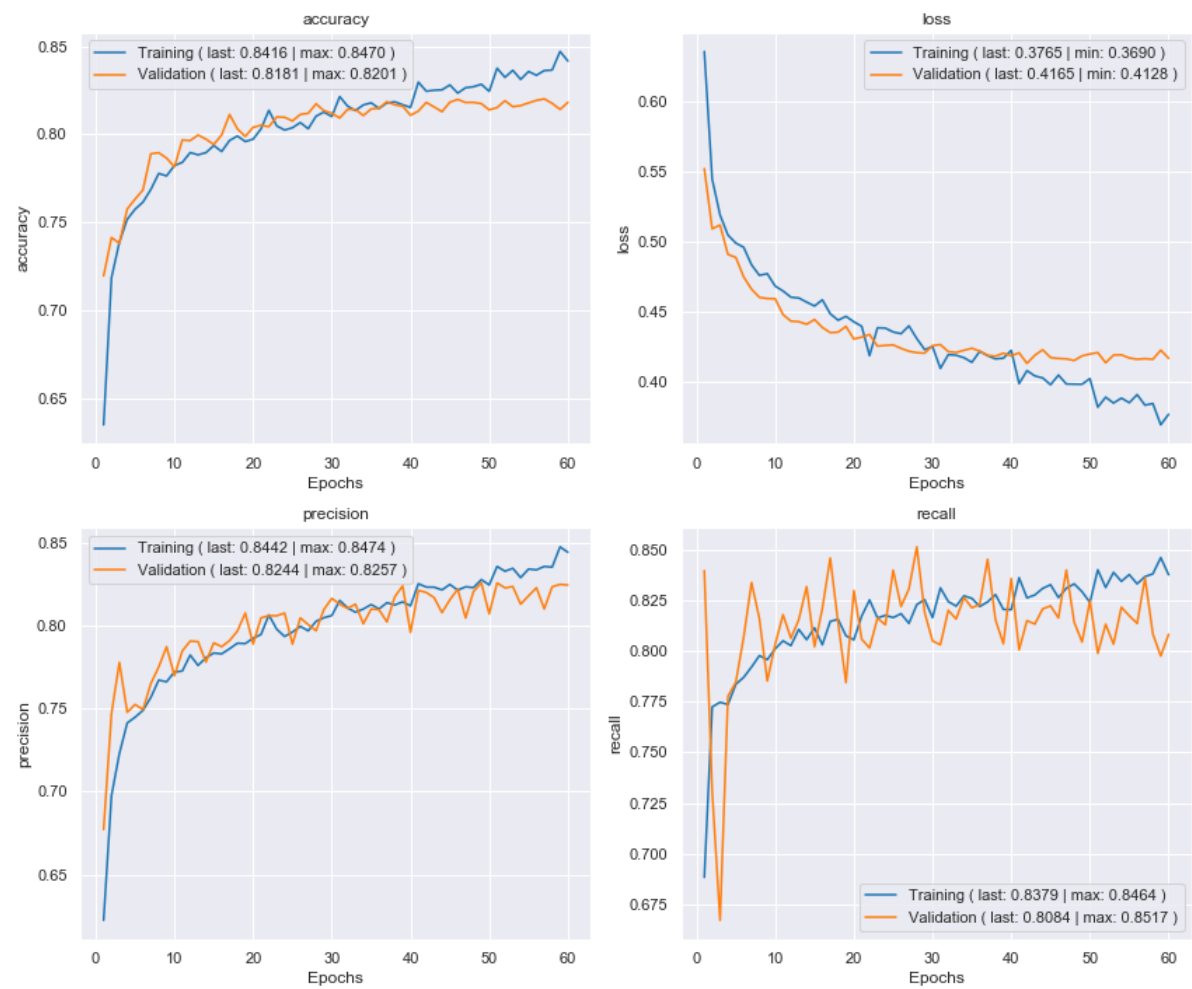 accuracy
Training ( last: 0.8416 | max: 0.8470 )
Validation ( last: 0.8181 | max: 0.8201 )
0.85
0.80
0.75
0.70
0.65
accuracy
0 10 20 30 40 50 60
Epochs
loss
Training ( last: 0.3765 | min: 0.3690 )
Validation ( last: 0.4165 | min: 0.4128 )
0.60
0.55
0.50
0.45
0.40
loss
0 10 20 30 40 50 60
Epochs
precision
Training ( last: 0.8442 | max: 0.8474 )
Validation ( last: 0.8244 | max: 0.8257 )
0.85
0.80
0.75
0.70
0.65
precision
0 10 20 30 40 50 60
Epochs
recall
0.850
0.825
0.800
0.775
0.750
0.725
0.700
0.675
recall
Training ( last: 0.8379 | max: 0.8464 )
Validation ( last: 0.8084 | max: 0.8517 )
0 10 20 30 40 50 60
Epochs